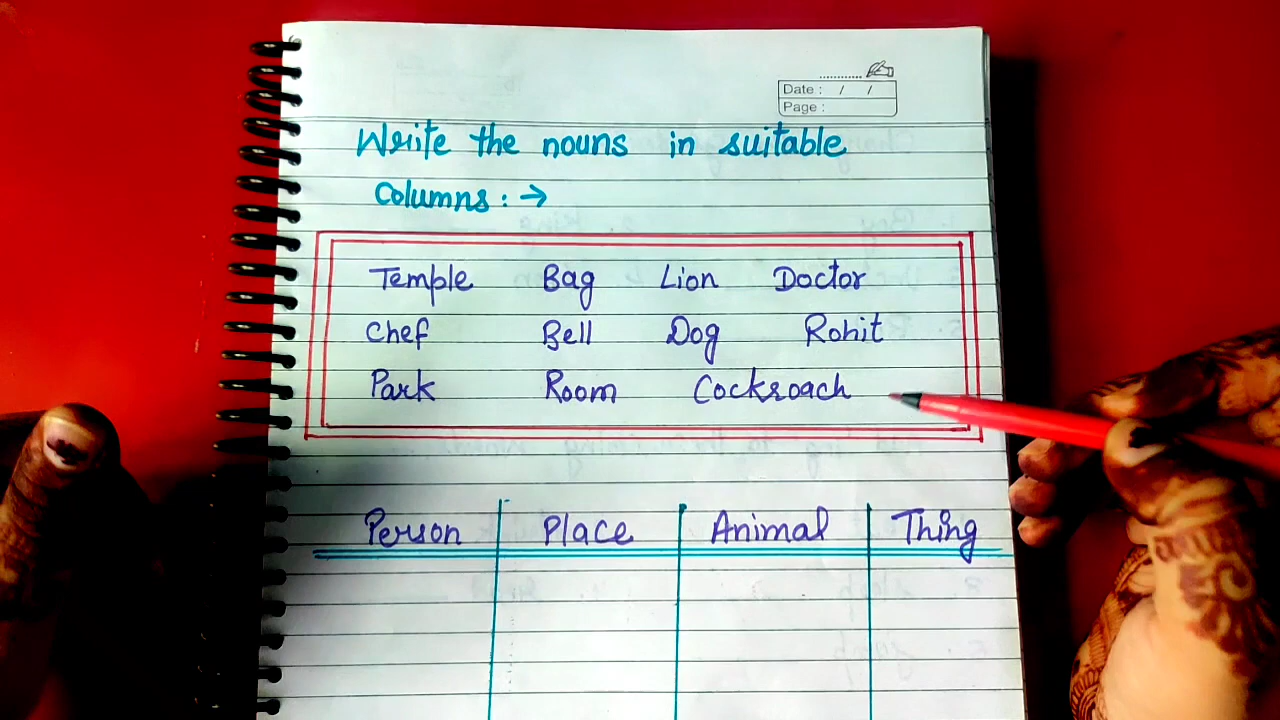 Date : / /
Page :
Write the nouns in suitable
Columns : →
Temple Bag Lion Doctor
Chef Bell Dog Rohit
Park Room Cockroach
Person Place Animal Thing